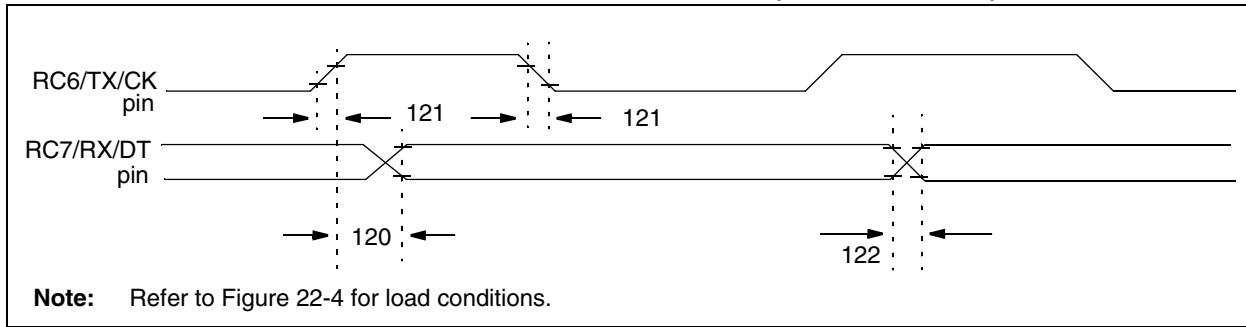 RC6/TX/CK
pin
121
121
RC7/RX/DT
pin
120
122
Note: Refer to Figure 22-4 for load conditions.